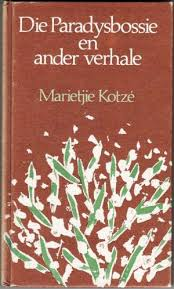 Die Paradysbossie
en
ander verhale
Marietjie Kotzé